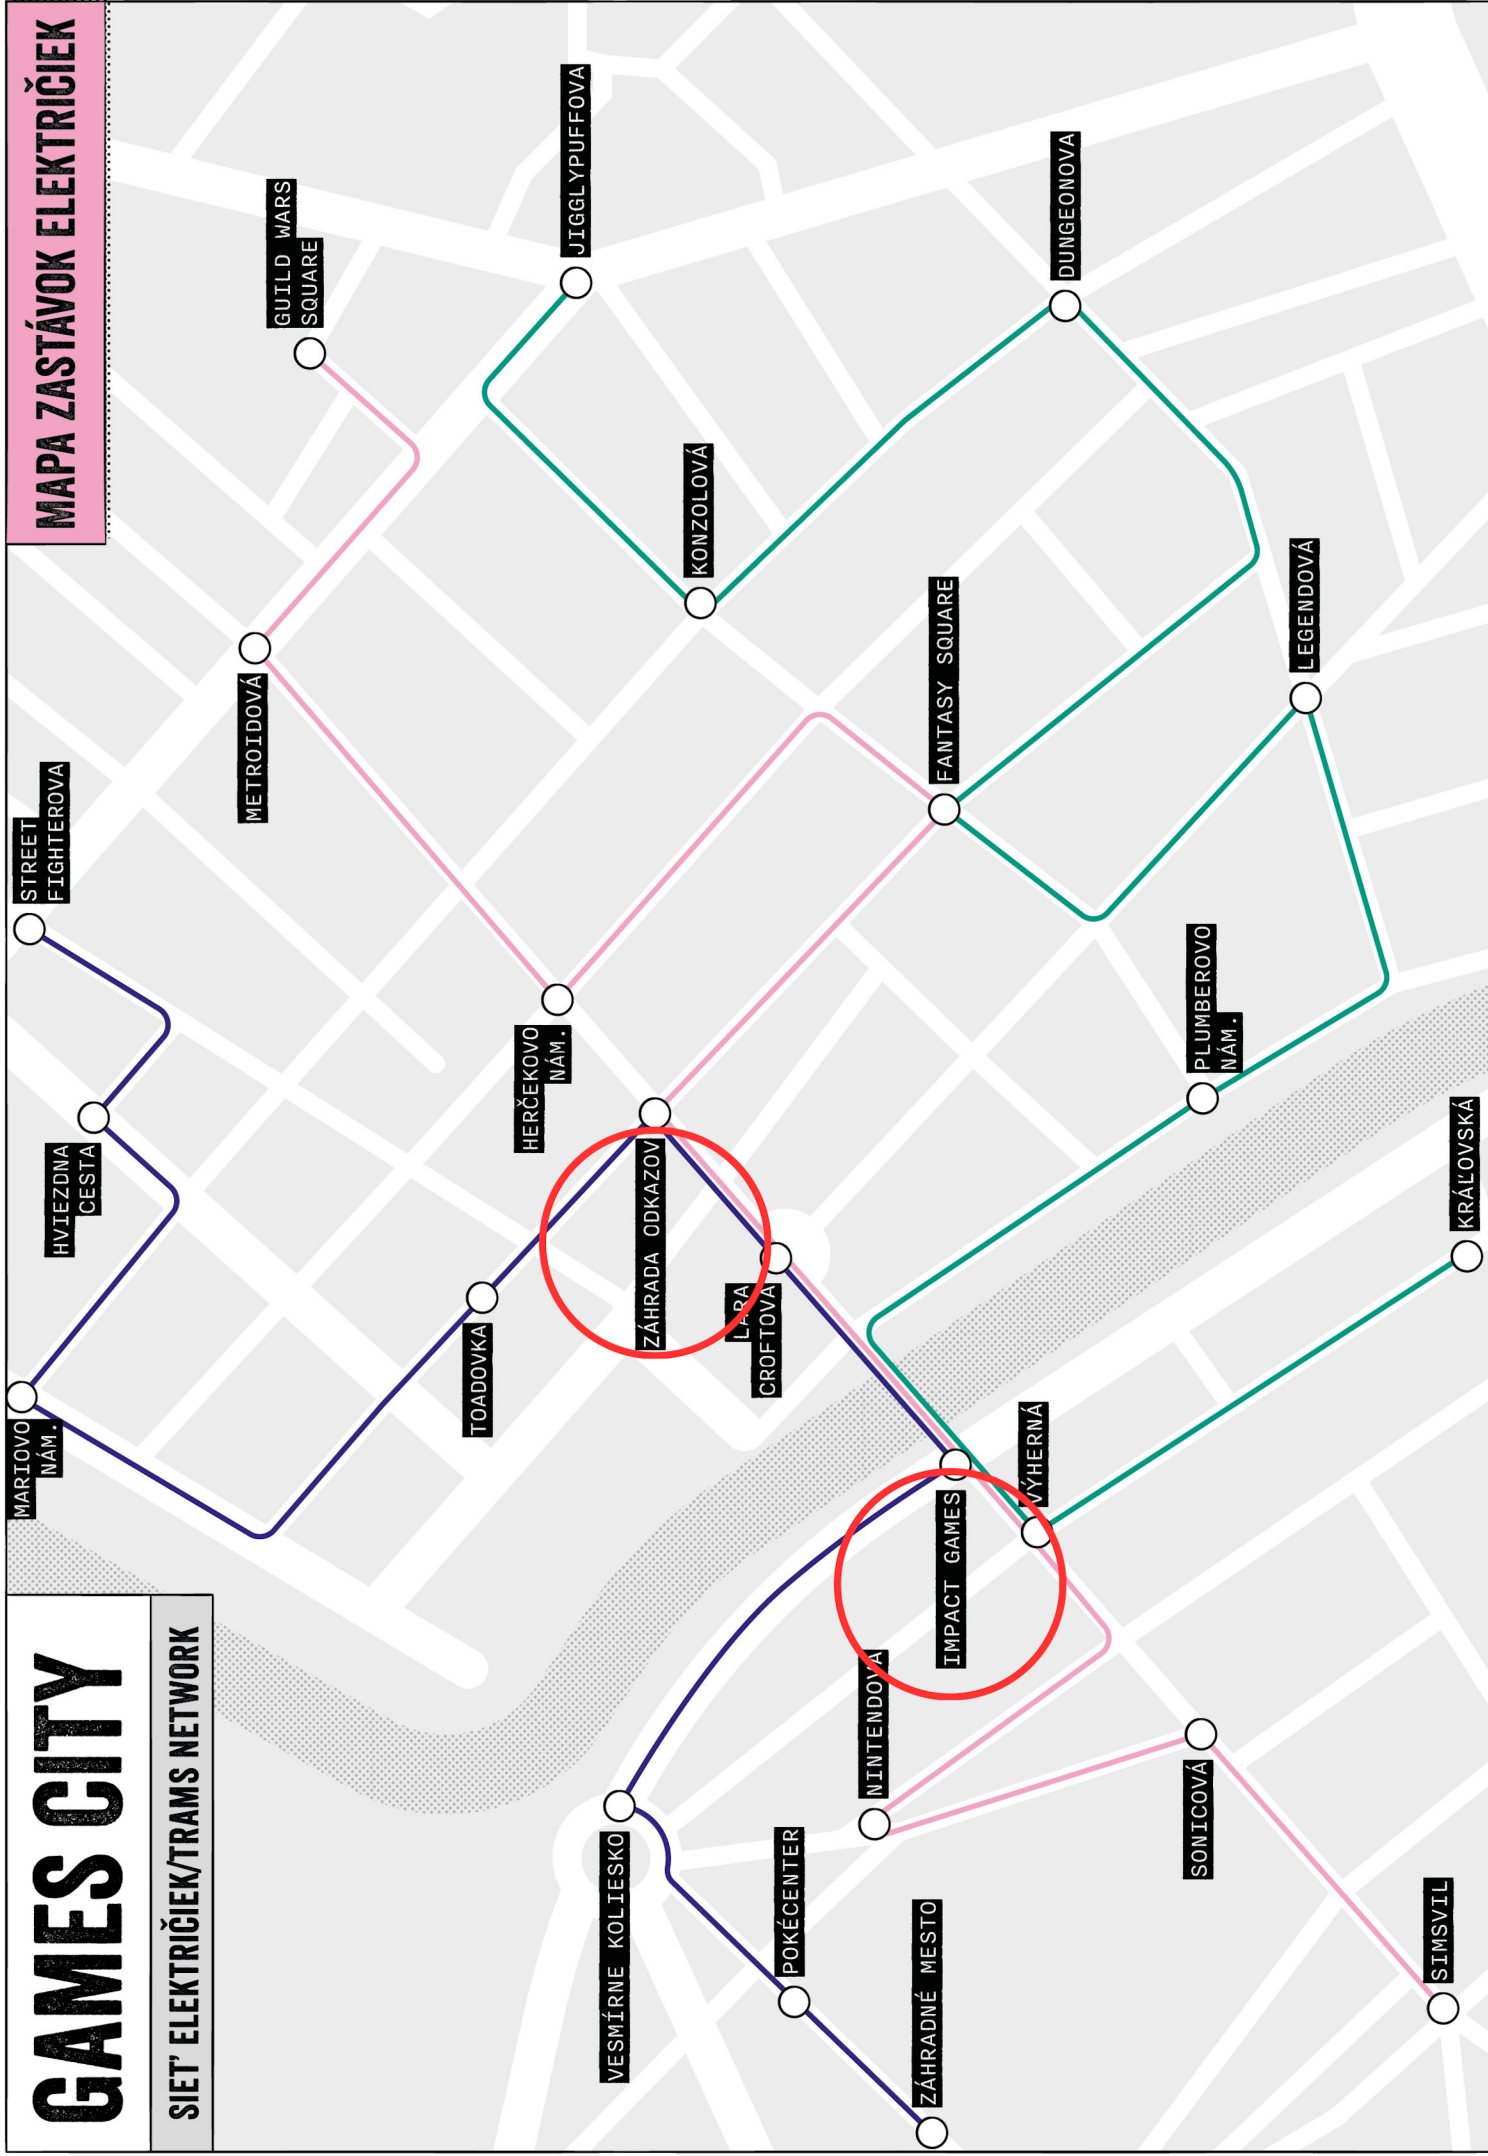 GAMES CITY
SIEŤ ELEKTRIČIEK/TRAMS NETWORK
MAPA ZASTÁVOK ELEKTRIČIEK
MARIOVO
NÁM.
HVIEZDNA
CESTA
STREET
FIGHTEROVA
METROIDOVÁ
GUILD WARS
SQUARE
TOADOVKA
HERČEKOVO
NÁM.
JIGGLYPUFFOVA
ZÁHRADA ODKAZOV
KONZOLOVÁ
LARA
CROFTOVÁ
VESMÍRNE KOLIESKO
POKÉCENTER
NINTENDOVÁ
ZÁHRADNÉ MESTO
IMPACT GAMES
FANTASY SQUARE
VÝHERNÁ
DUNGEONOVA
SONICOVÁ
PLUMBEROVO
NÁM.
LEGENDOVÁ
SIMSVIL
KRÁĽOVSKÁ